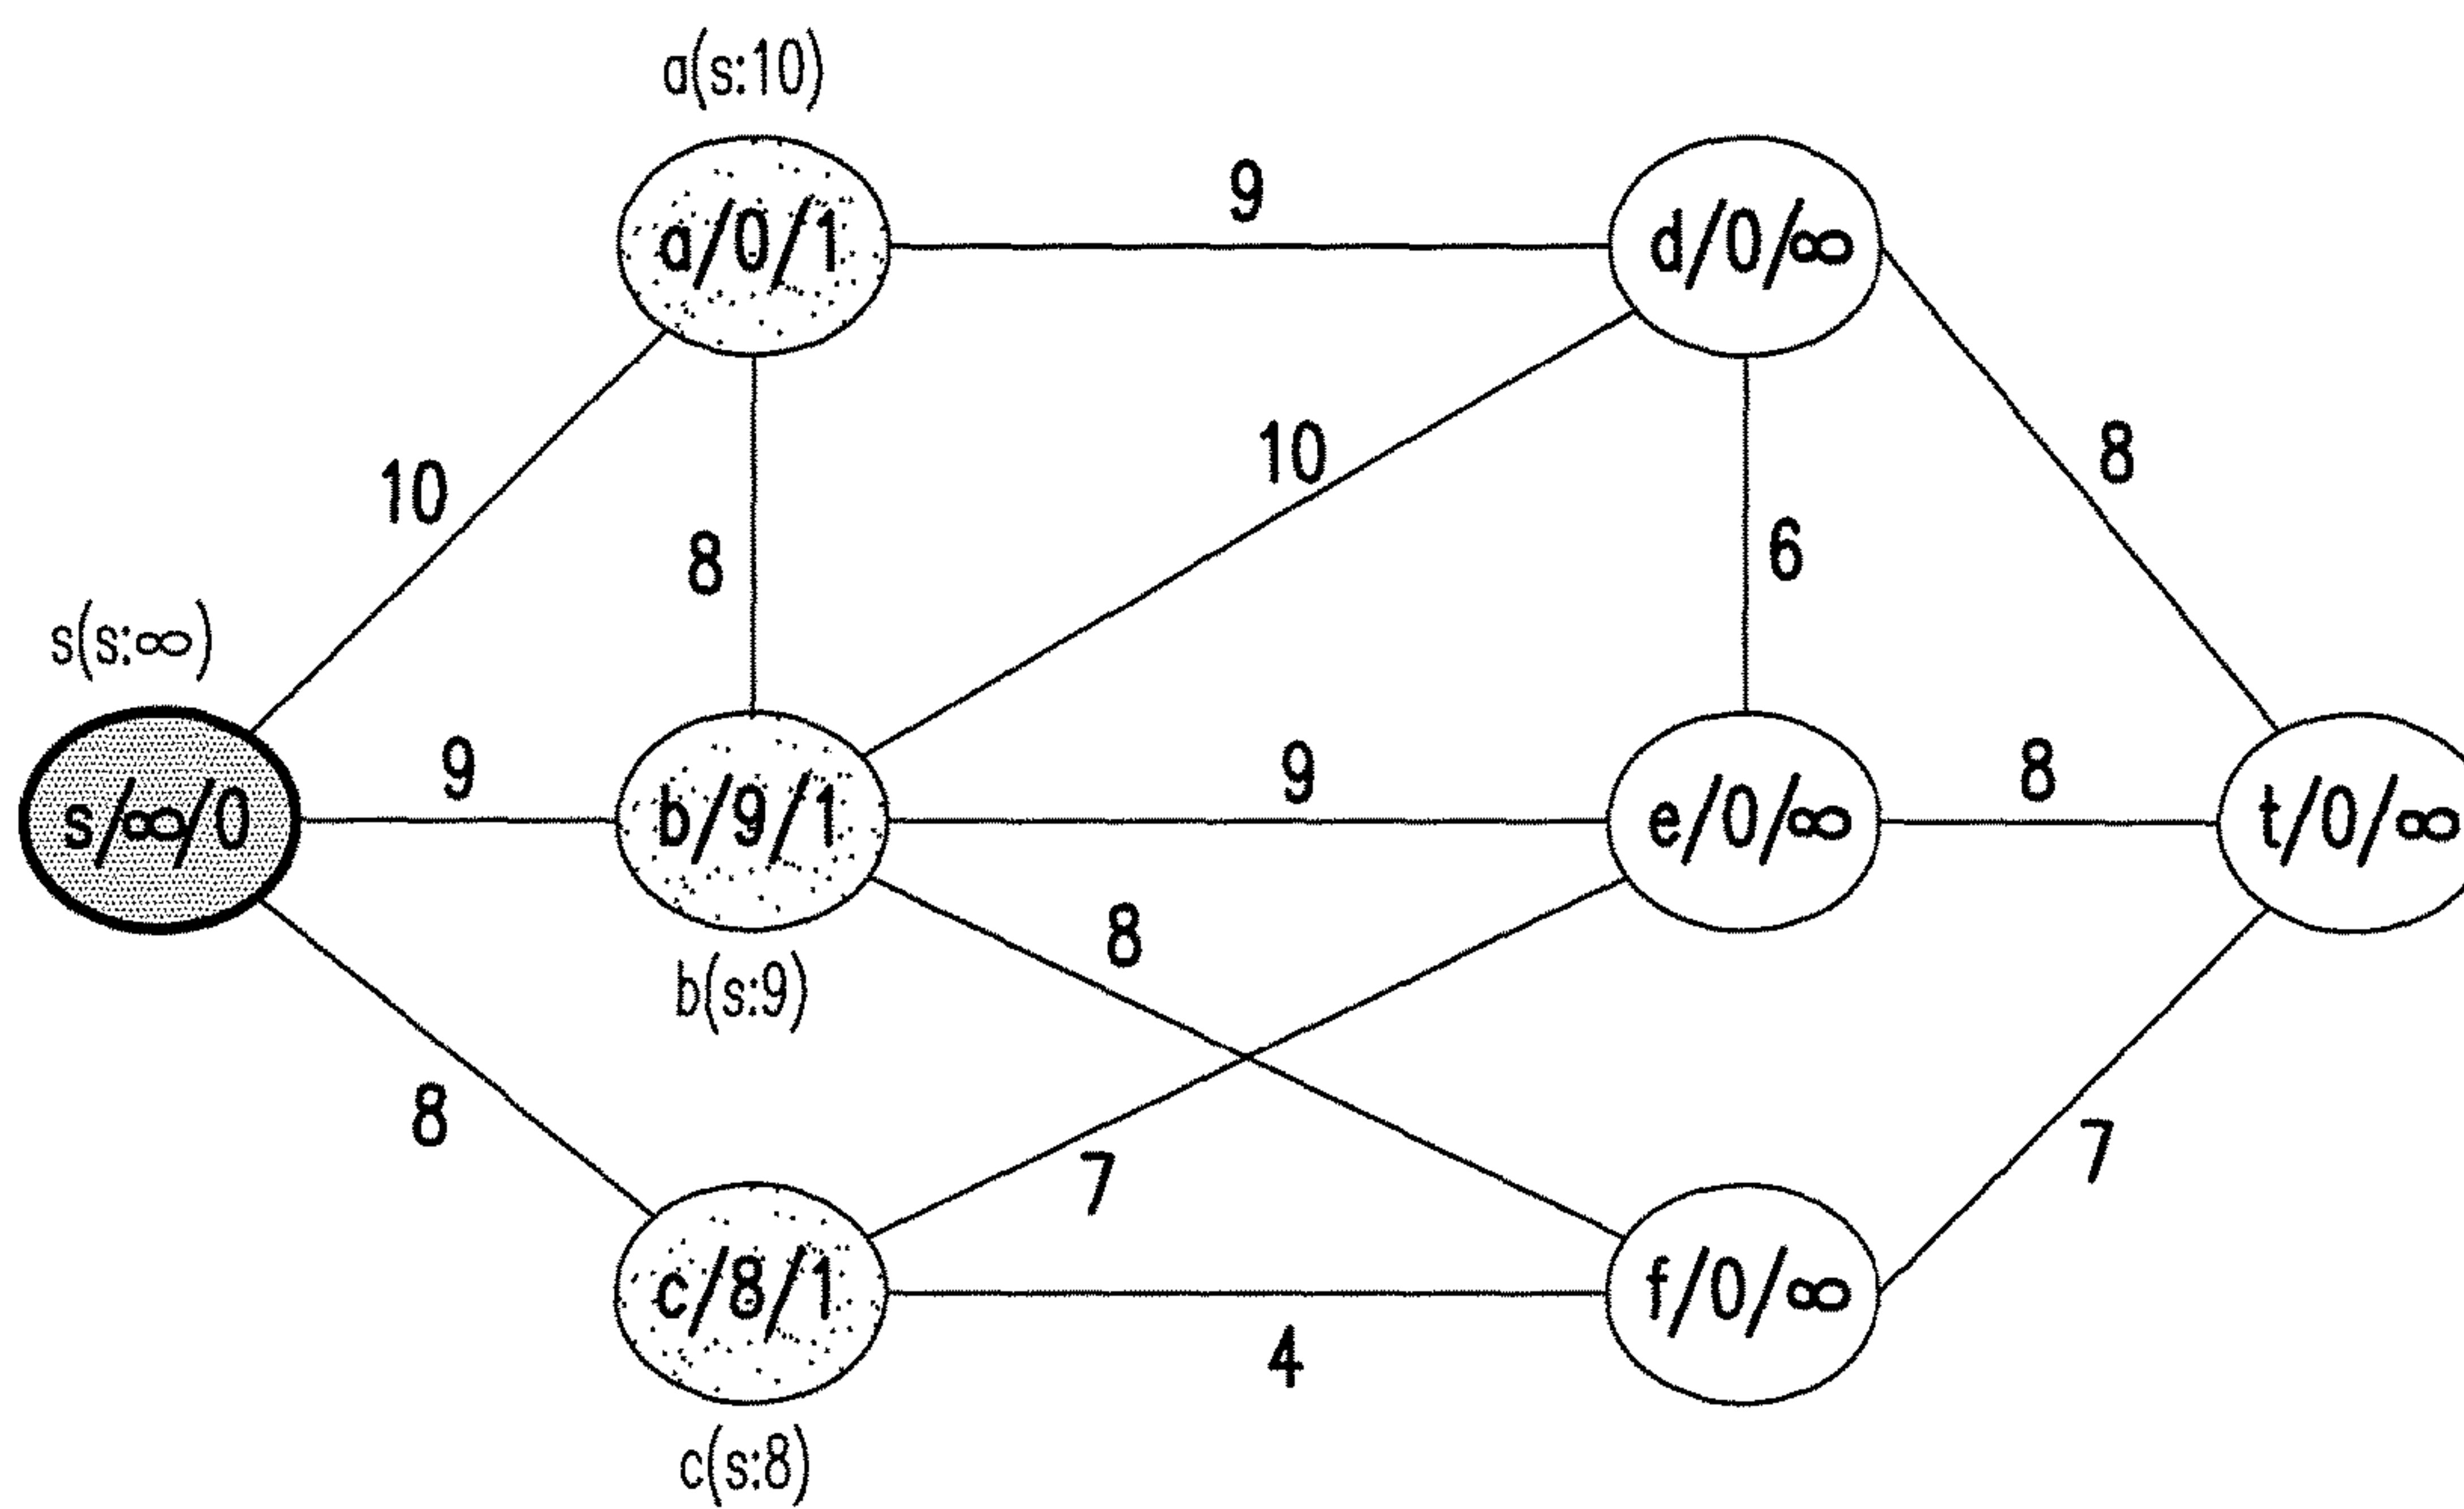 a(s:10)
a/0/1
9
d/0/∞
10
8
10
6
8
s(s:∞)
s/∞/0
9
b/9/1
9
e/0/∞
8
t/0/∞
b(s:9)
8
8
7
7
c/8/1
4
f/0/∞
c(s:8)